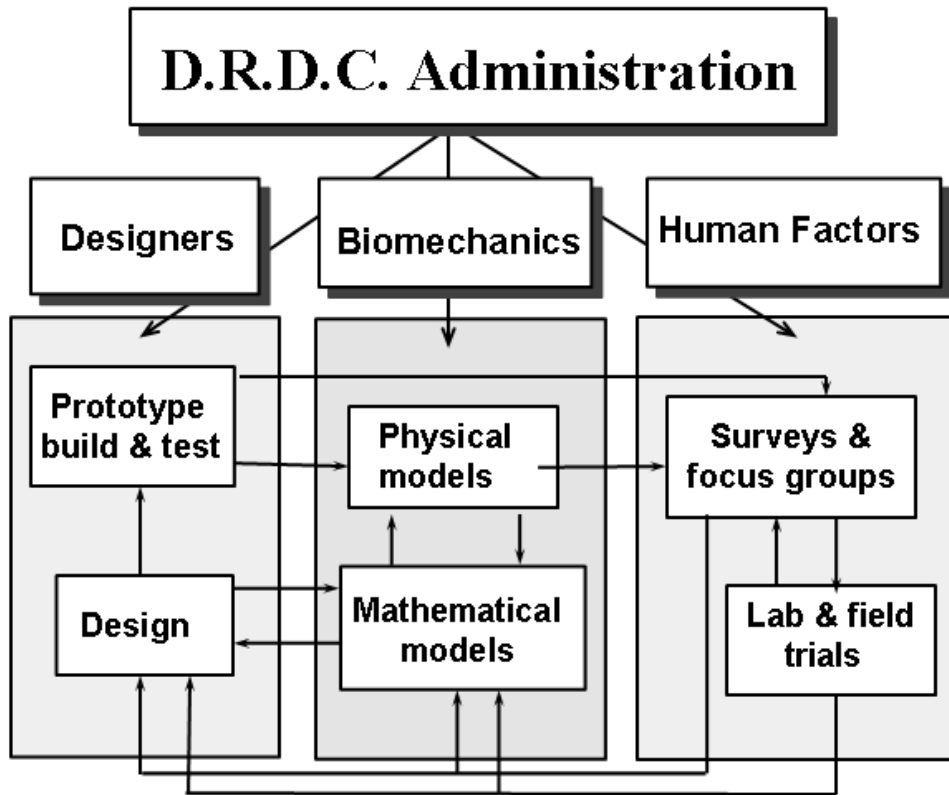 D.R.D.C. Administration
Designers
Biomechanics
Human Factors
Prototype
build & test
Physical
models
Surveys &
focus groups
Design
Mathematical
models
Lab & field
trials